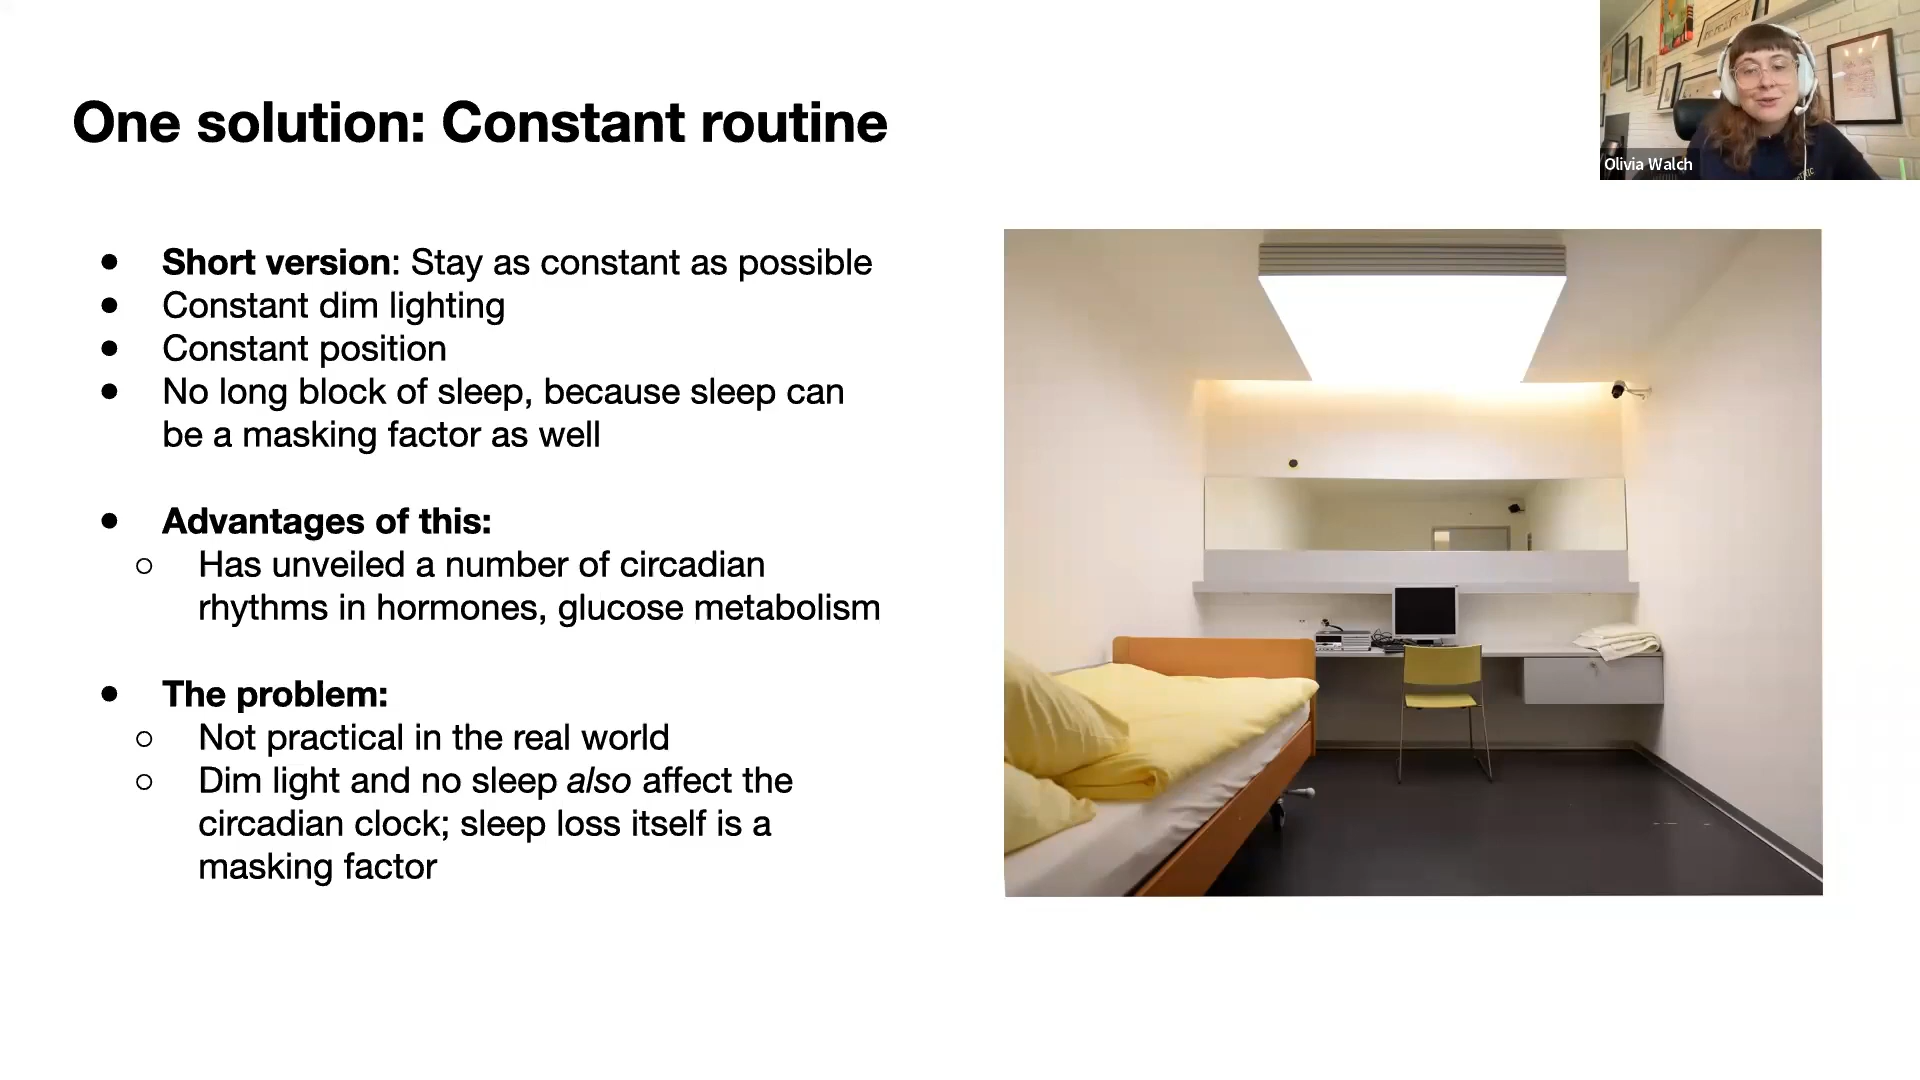 One solution: Constant routine
Olivia Walch
● Short version: Stay as constant as possible
● Constant dim lighting
● Constant position
● No long block of sleep, because sleep can
be a masking factor as well
● Advantages of this:
○ Has unveiled a number of circadian
rhythms in hormones, glucose metabolism
● The problem:
○ Not practical in the real world
○ Dim light and no sleep also affect the
circadian clock; sleep loss itself is a
masking factor